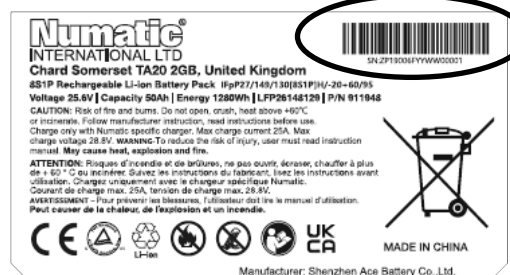 Numatic
INTERNATIONAL LTD
SN:ZP19006FYYWW00001
Chard Somerset TA20 2GB, United Kingdom
8S1P Rechargeable Li-ion Battery Pack IFpP27/149/130[8S1P]H/-20+60/95
Voltage 25.6V | Capacity 50Ah | Energy 1280Wh | LFP26148129 | P/N 911948
CAUTION: Risk of fire and burns. Do not open, crush, heat above +60°C
or incinerate. Follow manufacturer instruction, read instructions before use.
Charge only with Numatic specific charger. Max charge current 25A. Max
charge voltage 28.8V. WARNING-To reduce the risk of injury, user must read instruction
manual. May cause heat, explosion and fire.
ATTENTION: Risques d'incendie et de brûlures, ne pas ouvrir, écraser, chauffer à plus
de + 60 ° C ou incinérer. Suivez les instructions du fabricant, lisez les instructions avant
utilisation. Chargez uniquement avec le chargeur spécifique Numatic.
Courant de charge max. 25A, tension de charge max. 28.8V.
AVERTISSEMENT – Pour prévenir les blessures, l'utilisateur doit lire le manuel d'utilisation.
Peut causer de la chaleur, de l'explosion et un incendie.
CE
Li-ion
UK
CA
MADE IN CHINA
Manufacturer: Shenzhen Ace Battery Co.,Ltd.